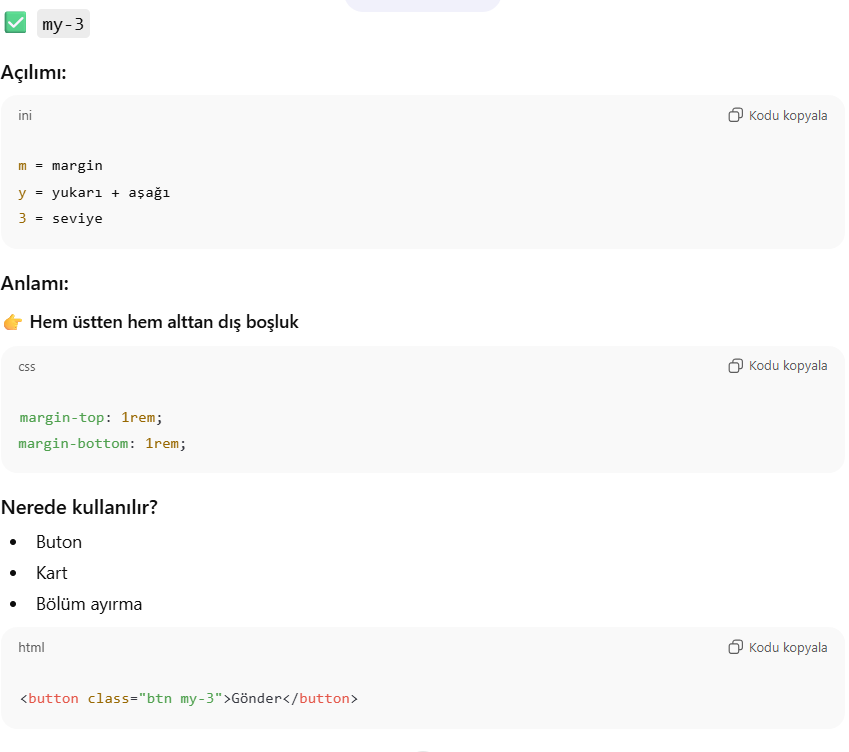 ✅ my-3
Açılımı:
ini
Kodu kopyala
m = margin
y = yukarı + aşağı
3 = seviye
Anlamı:
👉 Hem üstten hem alttan dış boşluk
css
Kodu kopyala
margin-top: 1rem;
margin-bottom: 1rem;
Nerede kullanılır?
• Buton
• Kart
• Bölüm ayırma
html
Kodu kopyala
<button class="btn my-3">Gönder</button>